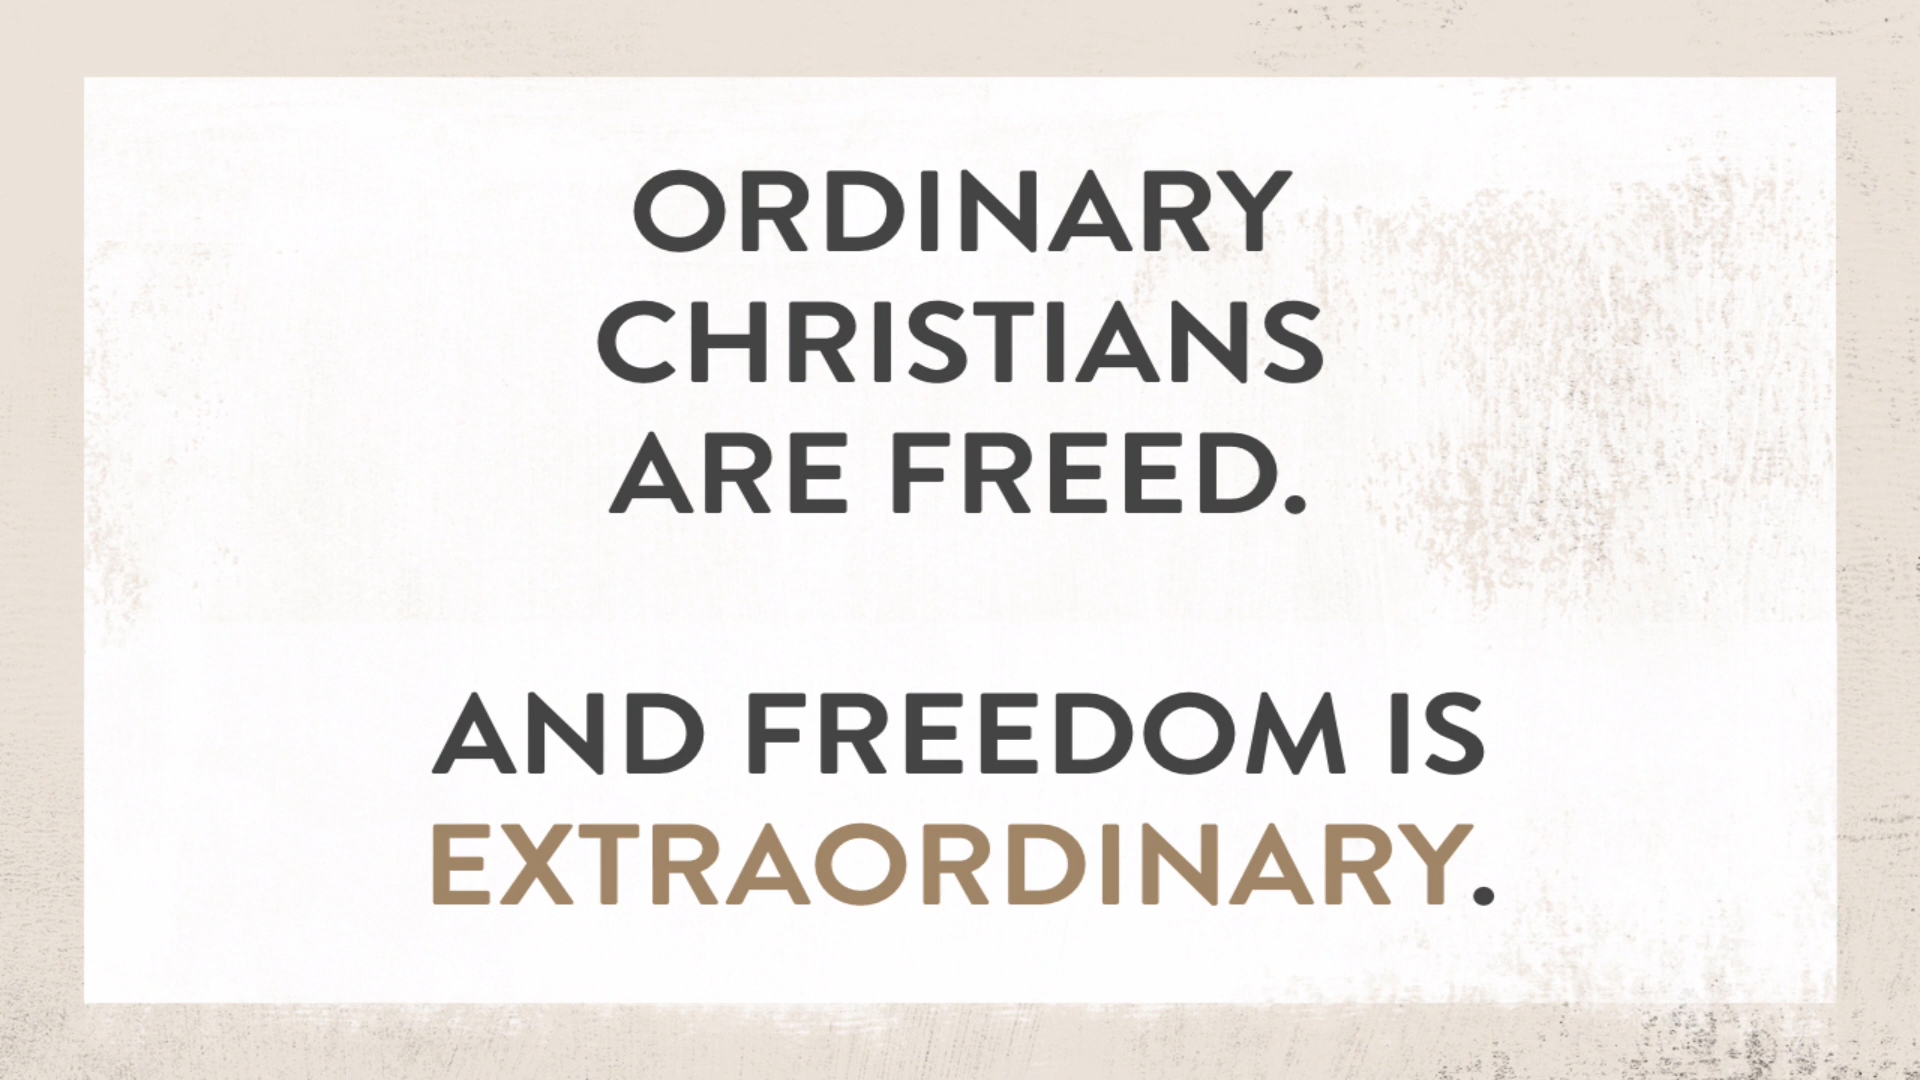 ORDINARY
CHRISTIANS
ARE FREED.
AND FREEDOM IS
EXTRAORDINARY.